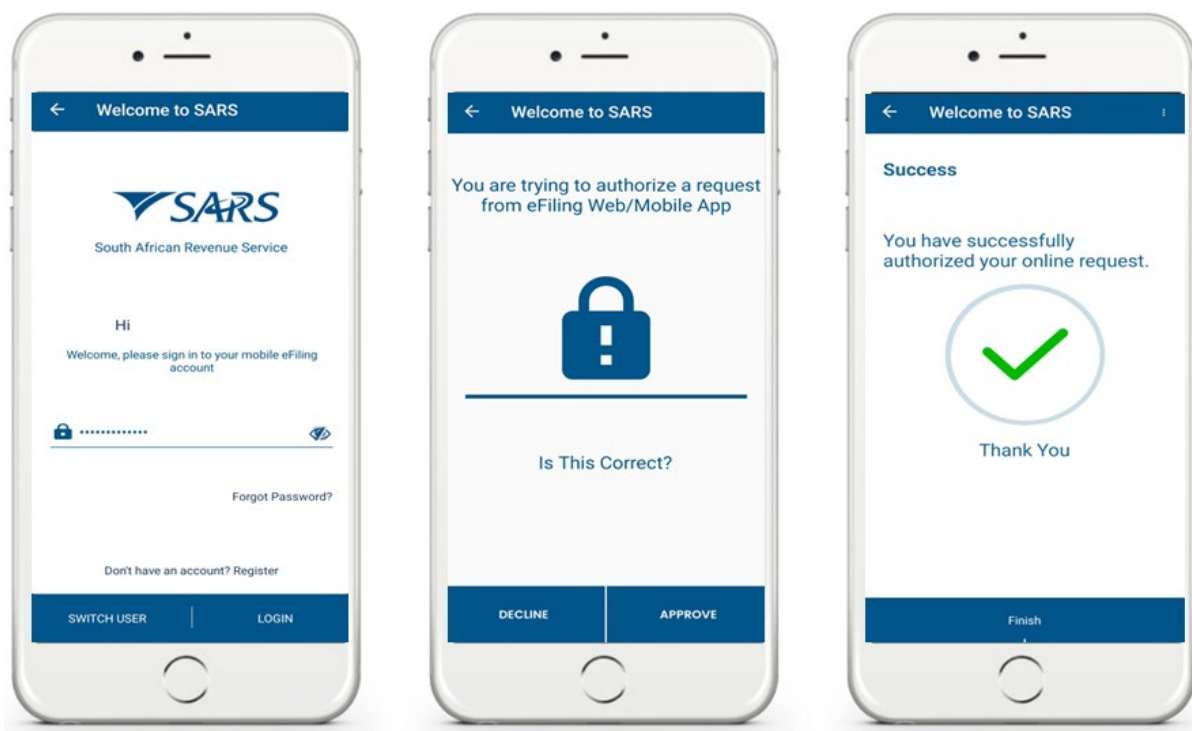 Welcome to SARS
SARS
South African Revenue Service
Hi
Welcome, please sign in to your mobile eFiling
account
Forgot Password?
Don't have an account? Register
SWITCH USER
LOGIN
Welcome to SARS
You are trying to authorize a request
from eFiling Web/Mobile App
Is This Correct?
DECLINE
APPROVE
Welcome to SARS
Success
You have successfully
authorized your online request.
Thank You
Finish